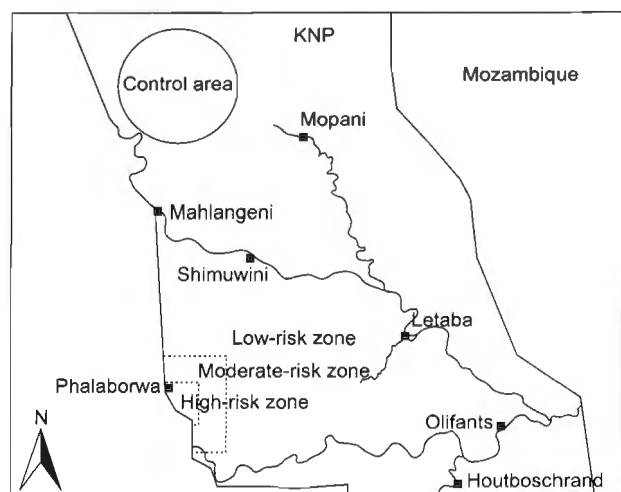 KNP
Mozambique
Control area
Mopani
Mahlangeni
Shimuwini
Letaba
Low-risk zone
Moderate-risk zone
Phalaborwa
High-risk zone
N
Olifants
Houtboschrand